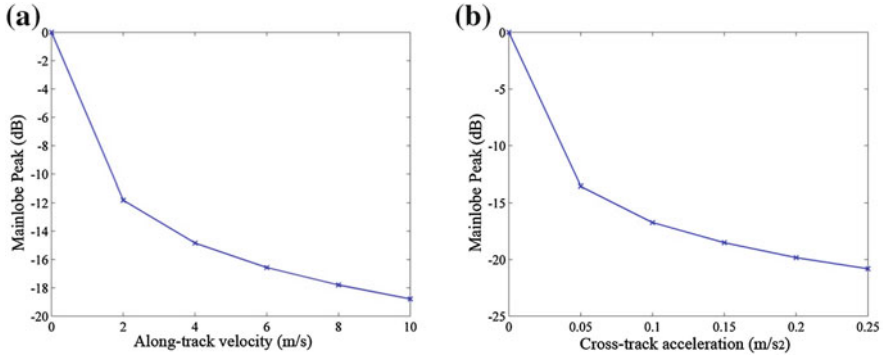 (a)
0
-2
-4
-6
-8
-10
-12
-14
-16
-18
-20
Mainlobe Peak (dB)
0 2 4 6 8 10
Along-track velocity (m/s)
(b)
0
-5
-10
-15
-20
-25
Mainlobe Peak (dB)
0 0.05 0.1 0.15 0.2 0.25
Cross-track acceleration (m/s2)